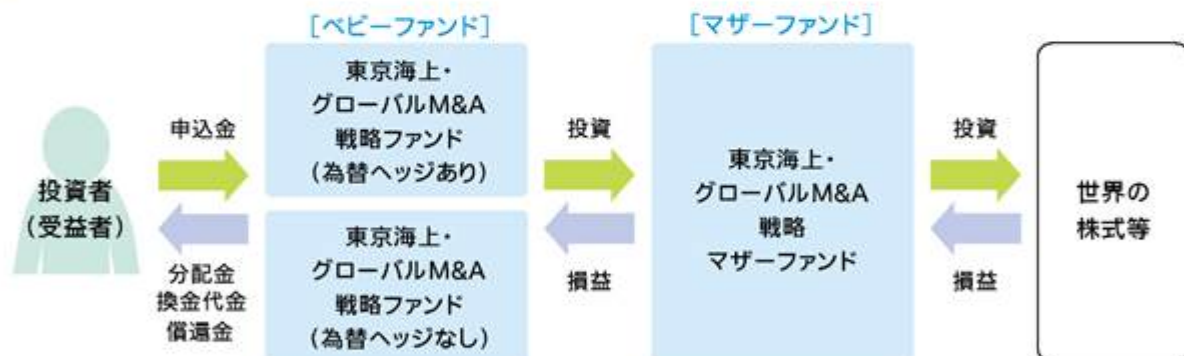 [ベビーファンド]
[マザーファンド]
投資者
(受益者)
申込金
分配金
換金代金
償還金
東京海上・
グローバルM&A
戦略ファンド
(為替ヘッジあり)
東京海上・
グローバルM&A
戦略ファンド
(為替ヘッジなし)
投資
損益
東京海上・
グローバルM&A
戦略
マザーファンド
投資
損益
世界の
株式等